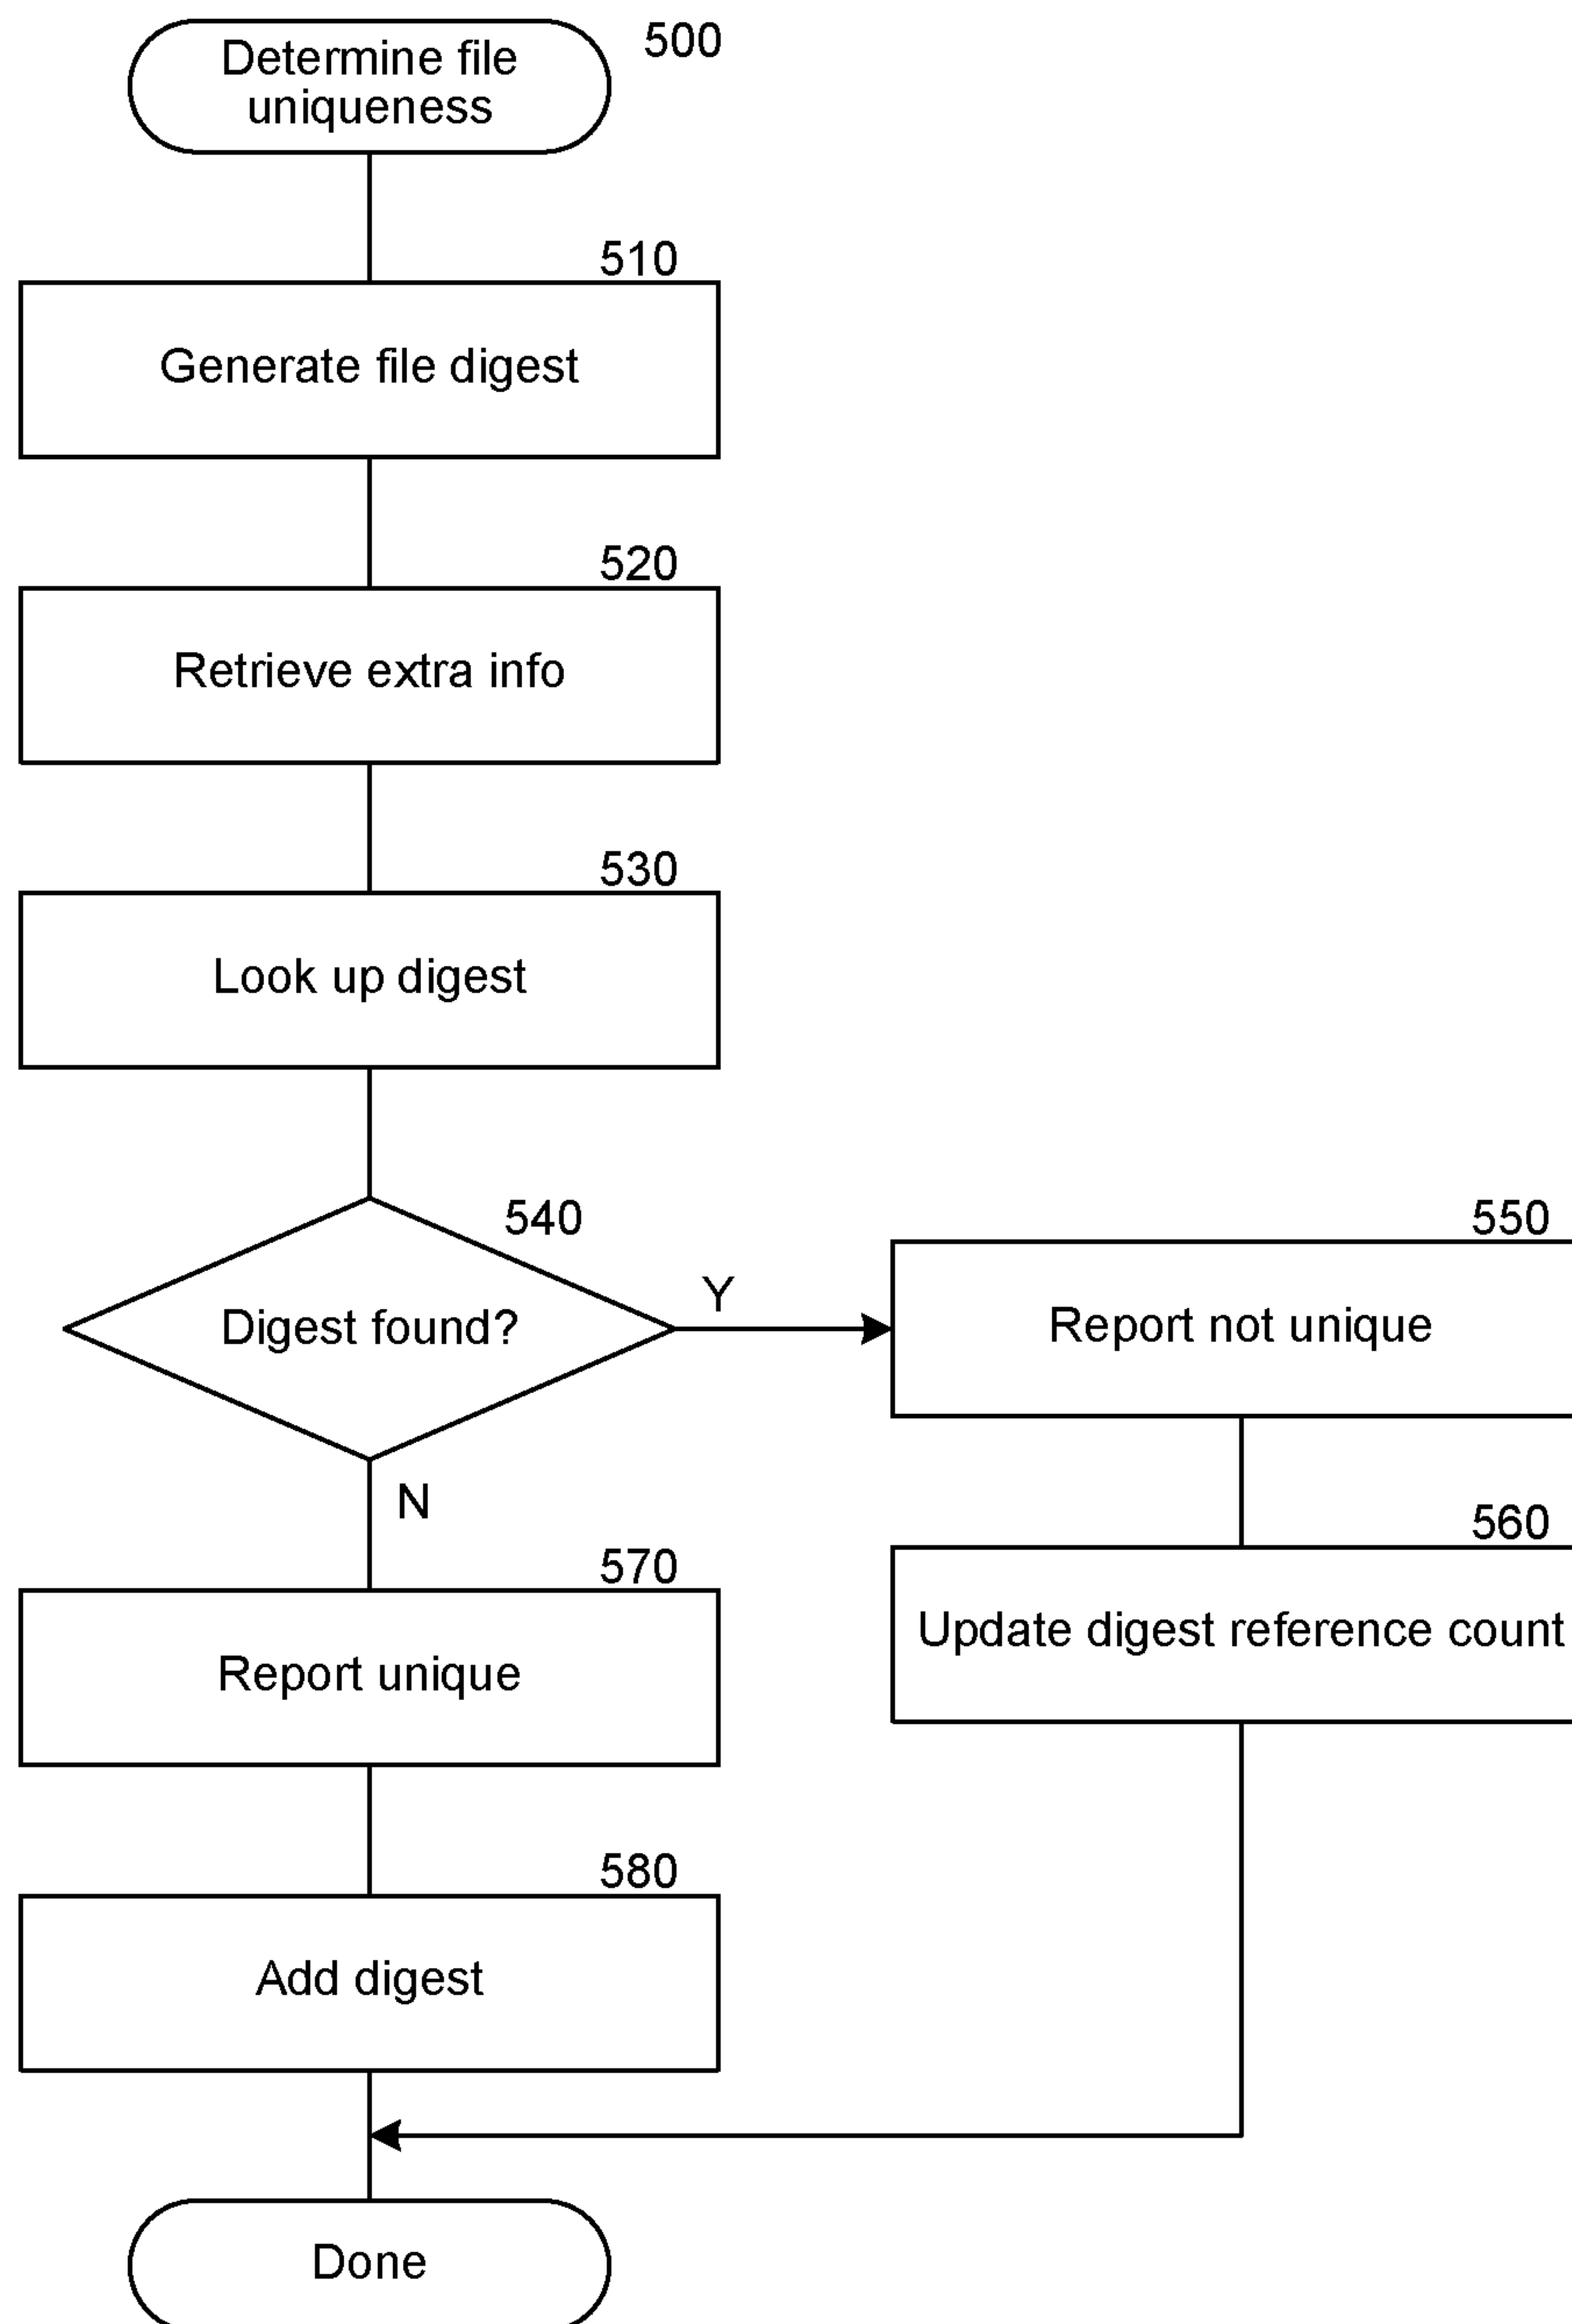 Determine file
uniqueness
500
510
Generate file digest
520
Retrieve extra info
530
Look up digest
540
Digest found?
Y
550
Report not unique
560
Update digest reference count
N
570
Report unique
580
Add digest
Done